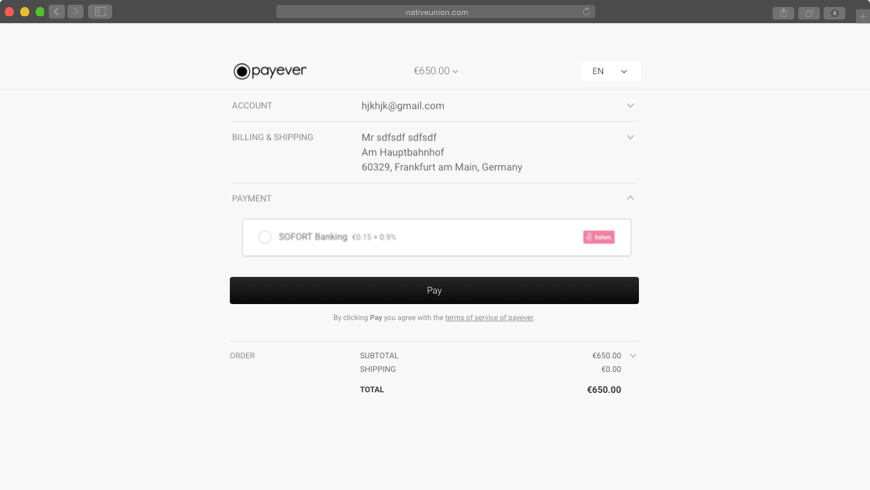 nativeunion.com
payever
€650.00
EN
ACCOUNT
hjkhjk@gmail.com
BILLING & SHIPPING
Mr sdfsdf sdfsdf
Am Hauptbahnhof
60329, Frankfurt am Main, Germany
PAYMENT
SOFORT Banking €0.15 + 0.9%
Sofort.
Pay
By clicking Pay you agree with the terms of service of payever.
ORDER
SUBTOTAL €650.00
SHIPPING €0.00
TOTAL €650.00